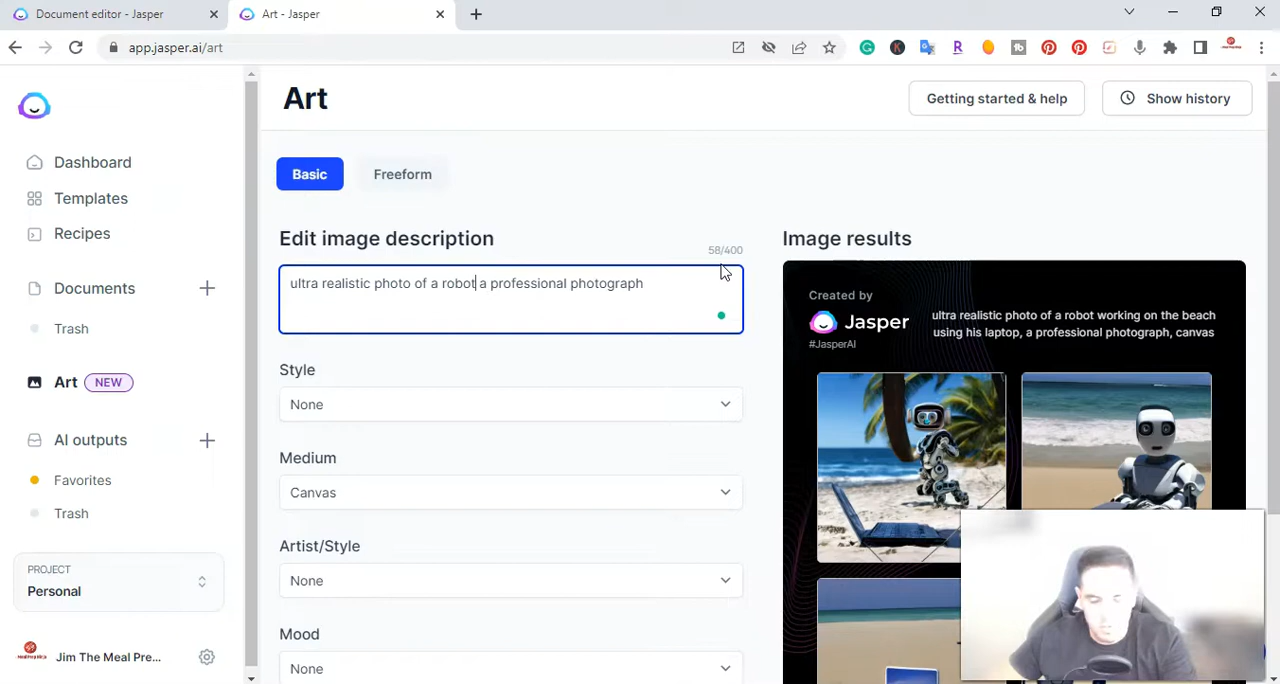 Document editor - Jasper
Art - Jasper
app.jasper.ai/art
Art
Getting started & help
Show history
Dashboard
Templates
Recipes
Documents
Trash
Art NEW
AI outputs
Favorites
Trash
PROJECT
Personal
Jim The Meal Pre...
Basic
Freeform
Edit image description
58/400
ultra realistic photo of a robot a professional photograph
Style
None
Medium
Canvas
Artist/Style
None
Mood
None
Image results
Created by
Jasper
#JasperAI
ultra realistic photo of a robot working on the beach
using his laptop, a professional photograph, canvas